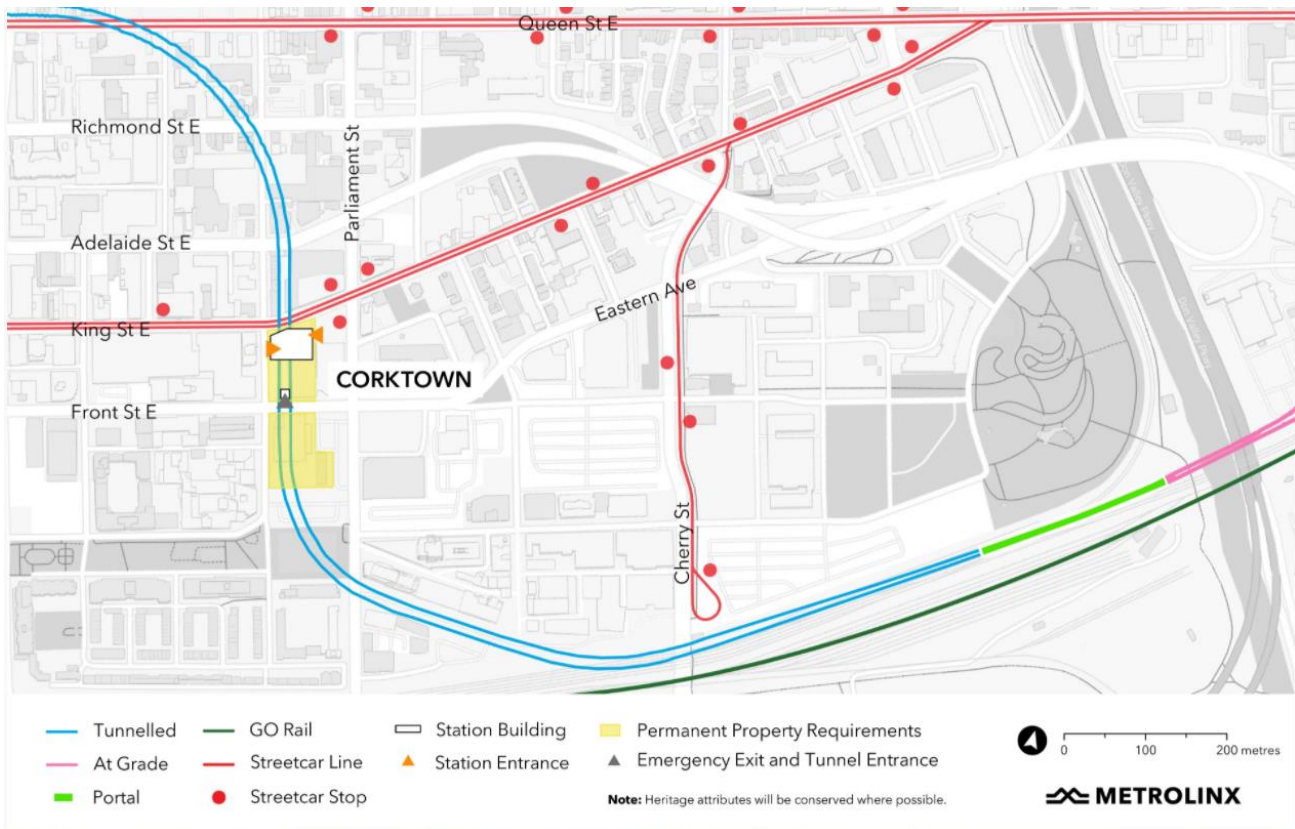 Queen St E
Richmond St E
Parliament St
Adelaide St E
Eastern Ave
King St E
CORKTOWN
Front St E
Cherry St
Tunnelled
GO Rail
Station Building
Permanent Property Requirements
0 100 200 metres
At Grade
Streetcar Line
Station Entrance
Emergency Exit and Tunnel Entrance
Portal
Streetcar Stop
Note: Heritage attributes will be conserved where possible.
METROLINX